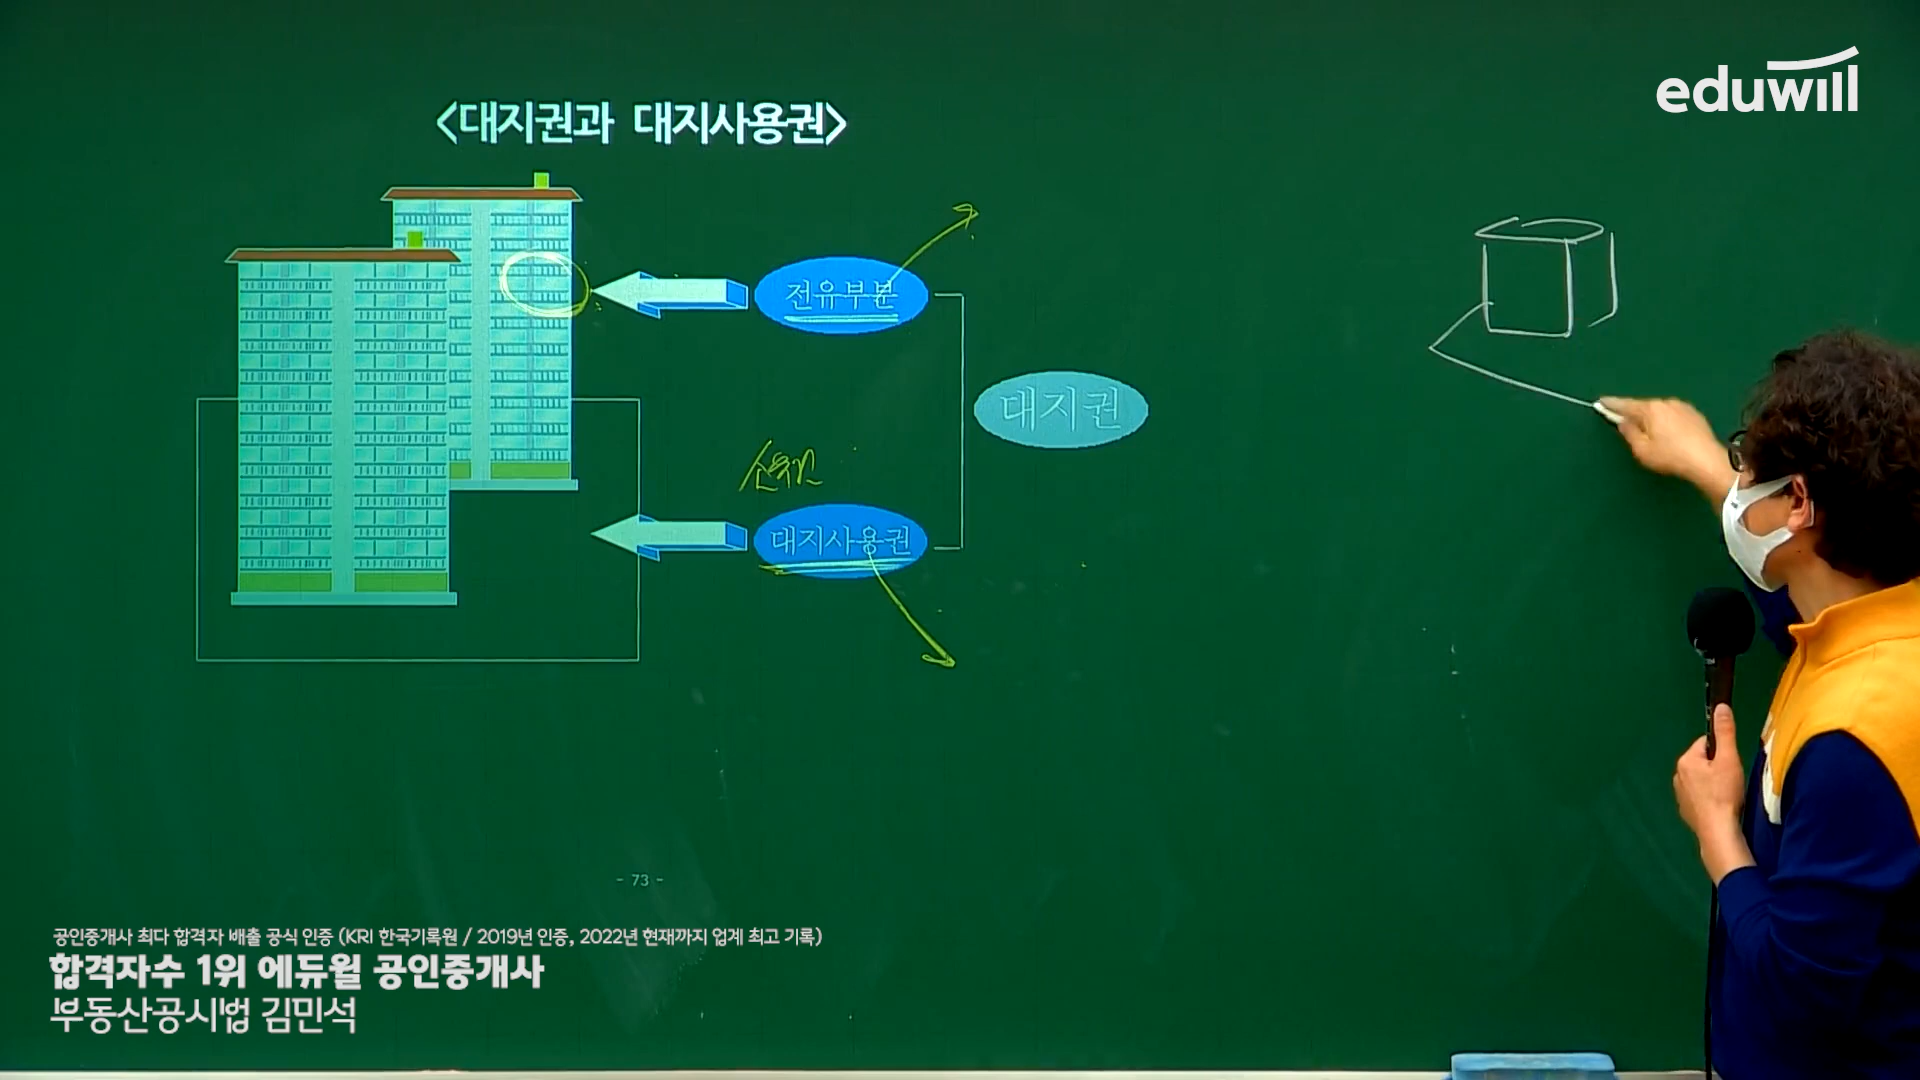 eduwill
<대지권과 대지사용권>
전유부분
대지권
소유권
대지사용권
- 73 -
공인중개사 최다 합격자 배출 공식 인증 (KRI 한국기록원 / 2019년 인증, 2022년 현재까지 업계 최고 기록)
합격자수 1위 에듀윌 공인중개사
부동산공시법 김민석